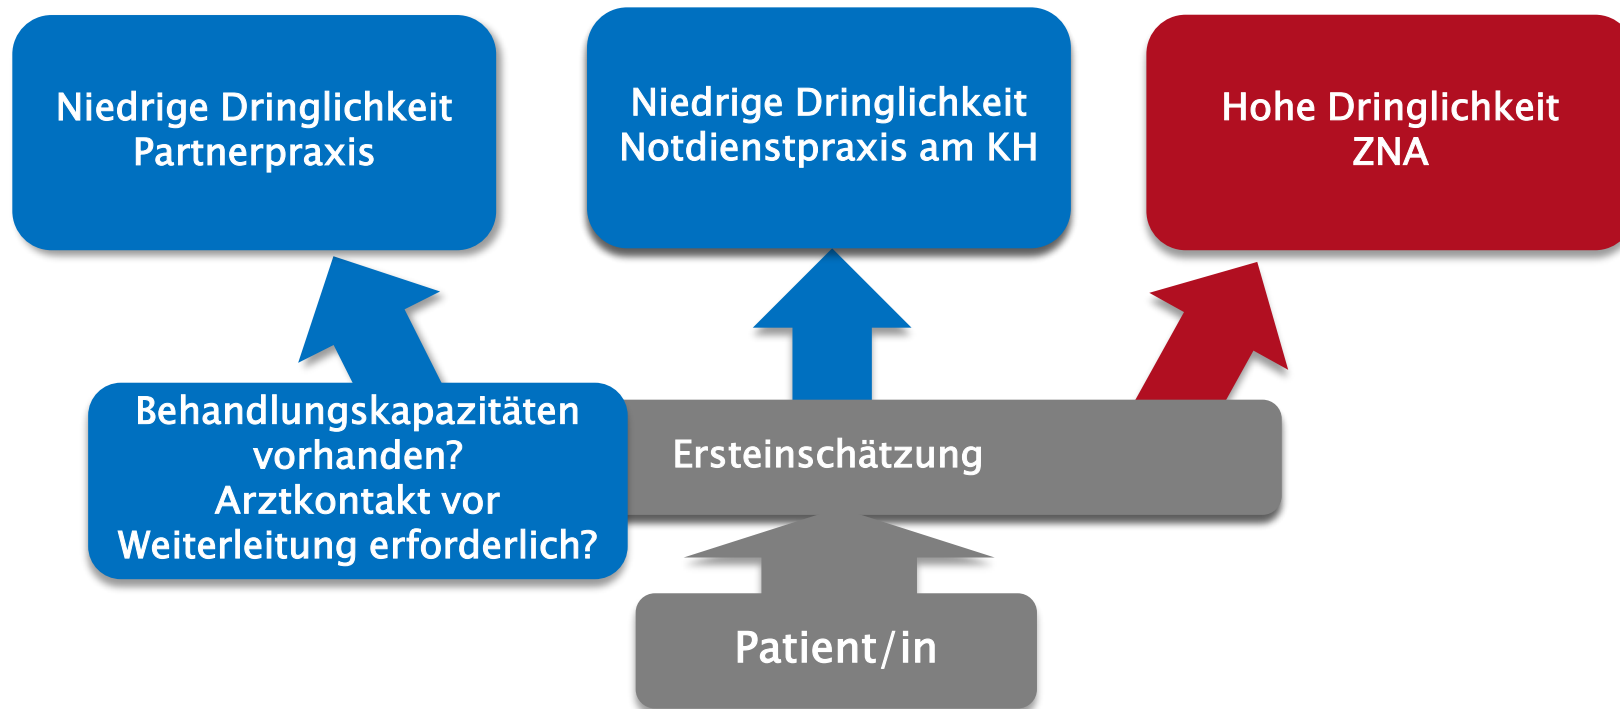 Niedrige Dringlichkeit
Partnerpraxis
Niedrige Dringlichkeit
Notdienstpraxis am KH
Hohe Dringlichkeit
ZNA
Behandlungskapazitäten
vorhanden?
Arztkontakt vor
Weiterleitung erforderlich?
Ersteinschätzung
Patient/in